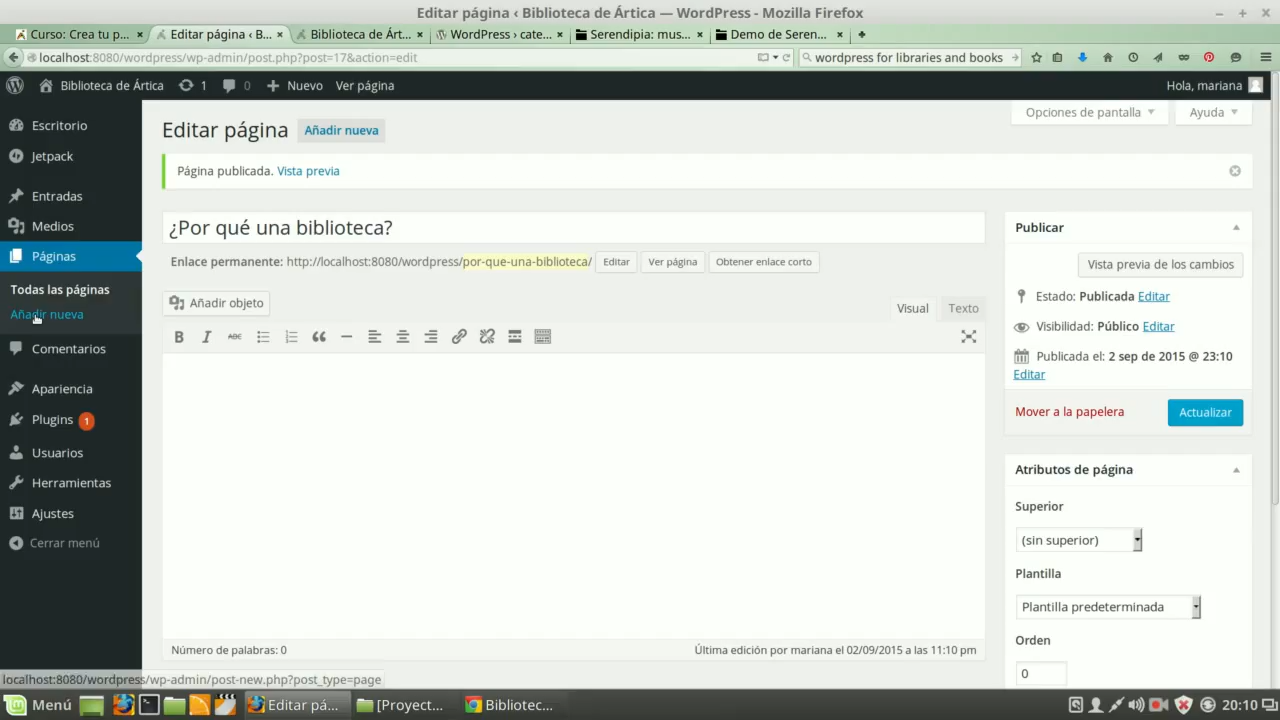 Editar página ‹ Biblioteca de Ártica — WordPress - Mozilla Firefox
Curso: Crea tu p...
Editar página ‹ B...
Biblioteca de Árt...
WordPress › cate...
Serendipia: mus...
Demo de Seren...
localhost:8080/wordpress/wp-admin/post.php?post=17&action=edit
wordpress for libraries and books
Biblioteca de Ártica
1
0
Nuevo
Ver página
Hola, mariana
Escritorio
Jetpack
Entradas
Medios
Páginas
Todas las páginas
Añadir nueva
Comentarios
Apariencia
Plugins 1
Usuarios
Herramientas
Ajustes
Cerrar menú
Opciones de pantalla
Ayuda
Editar página Añadir nueva
Página publicada. Vista previa
¿Por qué una biblioteca?
Enlace permanente: http://localhost:8080/wordpress/por-que-una-biblioteca/ Editar Ver página Obtener enlace corto
Añadir objeto
Visual Texto
B I ABC
Número de palabras: 0
Última edición por mariana el 02/09/2015 a las 11:10 pm
Publicar
Vista previa de los cambios
Estado: Publicada Editar
Visibilidad: Público Editar
Publicada el: 2 sep de 2015 @ 23:10
Editar
Mover a la papelera
Actualizar
Atributos de página
Superior
(sin superior)
Plantilla
Plantilla predeterminada
Orden
0
localhost:8080/wordpress/wp-admin/post-new.php?post_type=page
Menú
Editar pá...
[Proyect...
Bibliotec...
20:10